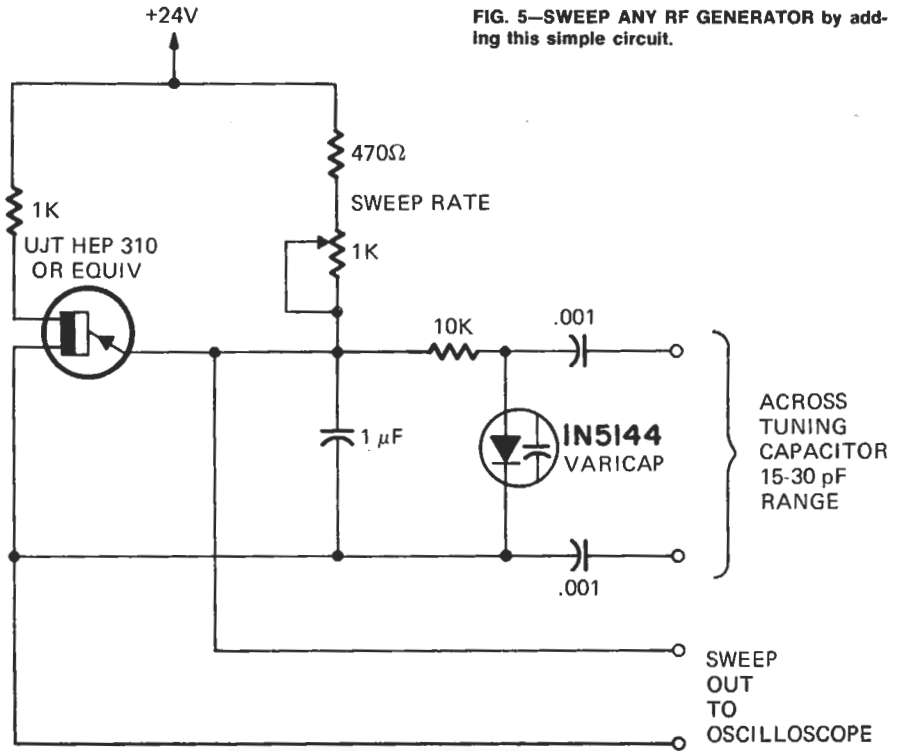 +24V
FIG. 5—SWEEP ANY RF GENERATOR by add-
ing this simple circuit.
470Ω
SWEEP RATE
1K
1K
UJT HEP 310
OR EQUIV
10K
.001
1 μF
1N5144
VARICAP
ACROSS
TUNING
CAPACITOR
15-30 pF
RANGE
.001
SWEEP
OUT
TO
OSCILLOSCOPE